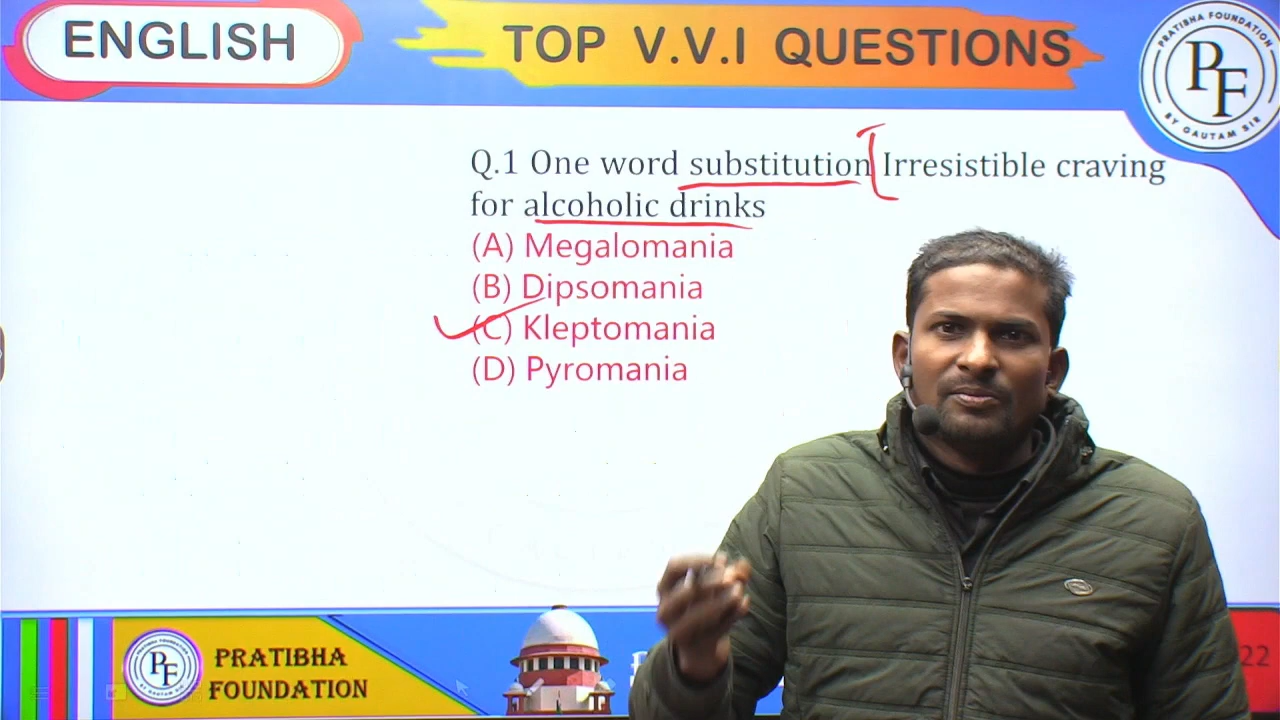 ENGLISH
TOP V.V.I QUESTIONS
PRATIBHA FOUNDATION
PF
BY GAUTAM SIR
Q.1 One word substitution Irresistible craving
for alcoholic drinks
(A) Megalomania
(B) Dipsomania
(C) Kleptomania
(D) Pyromania
PF
PRATIBHA
FOUNDATION
22